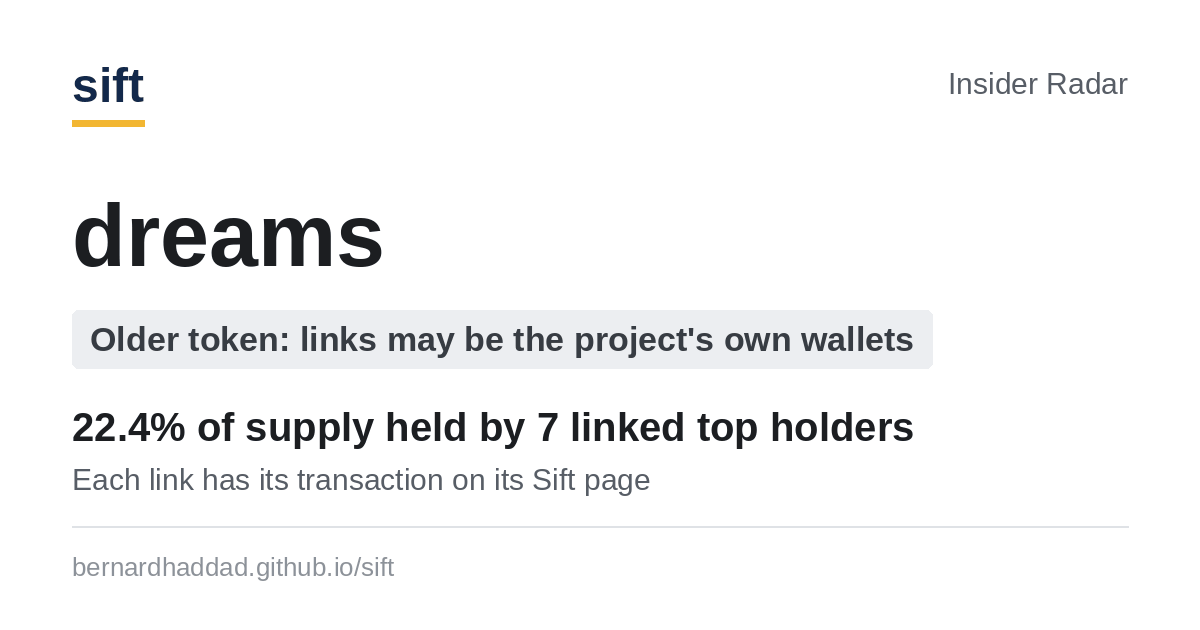 sift
Insider Radar
dreams
Older token: links may be the project's own wallets
22.4% of supply held by 7 linked top holders
Each link has its transaction on its Sift page
bernardhaddad.github.io/sift